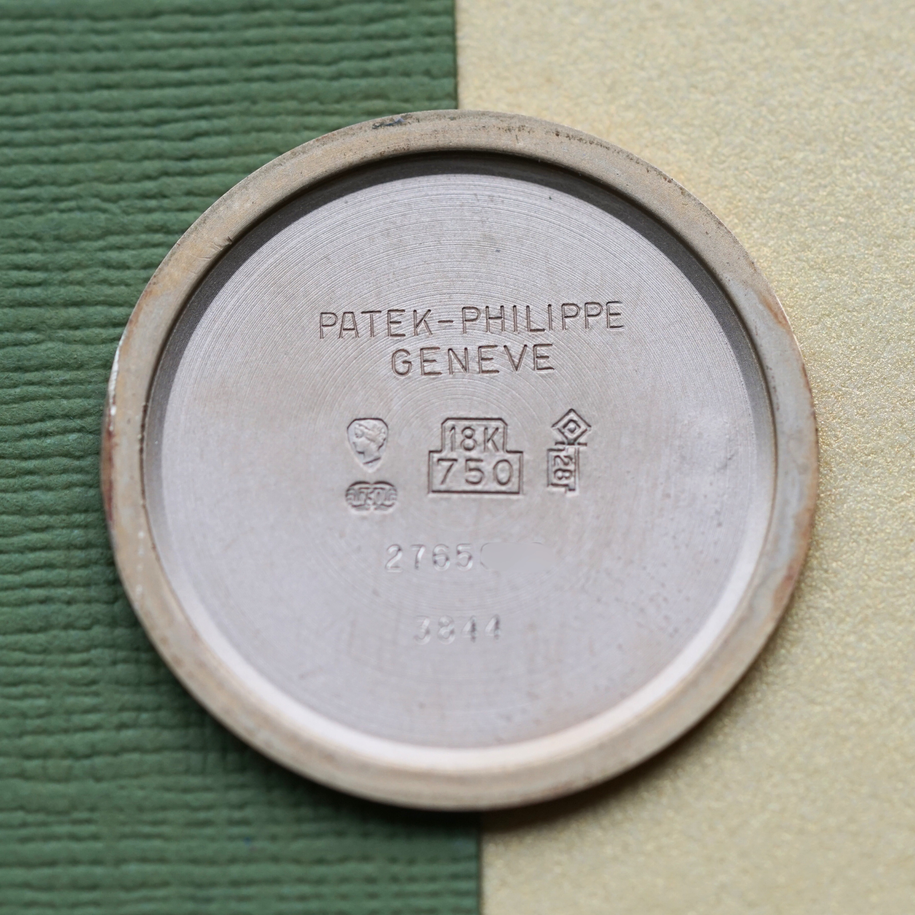 PATEK-PHILIPPE
GENEVE
18K
750
2765
3844